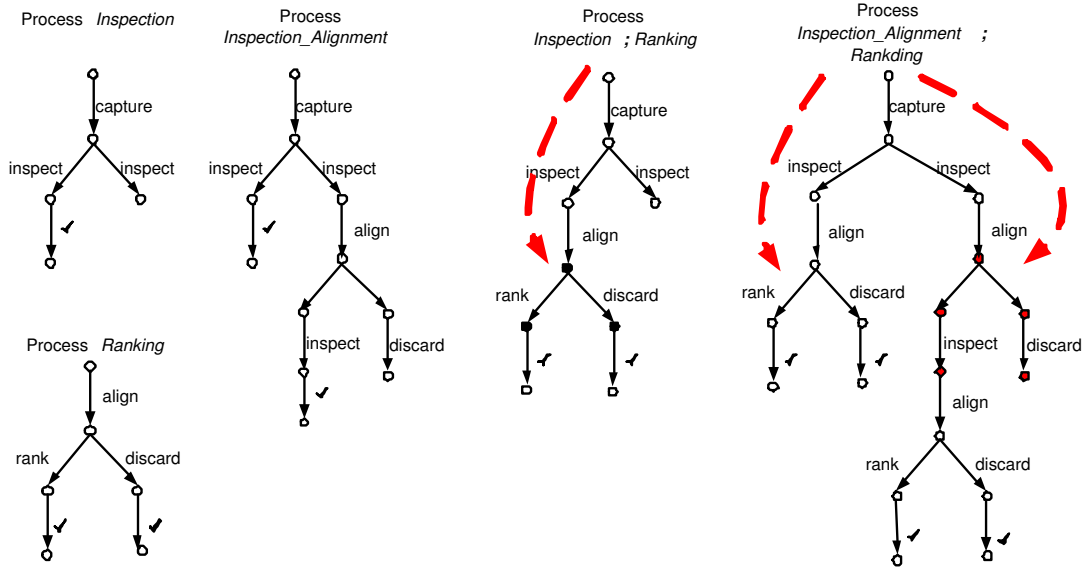 Process Inspection
capture
inspect
inspect
Process Ranking
align
rank
discard
Process
Inspection_Alignment
capture
inspect
inspect
align
inspect
discard
Process
Inspection ; Ranking
capture
inspect
inspect
align
rank
discard
Process
Inspection_Alignment ;
Rankding
capture
inspect
inspect
align
align
rank
discard
inspect
discard
align
rank
discard